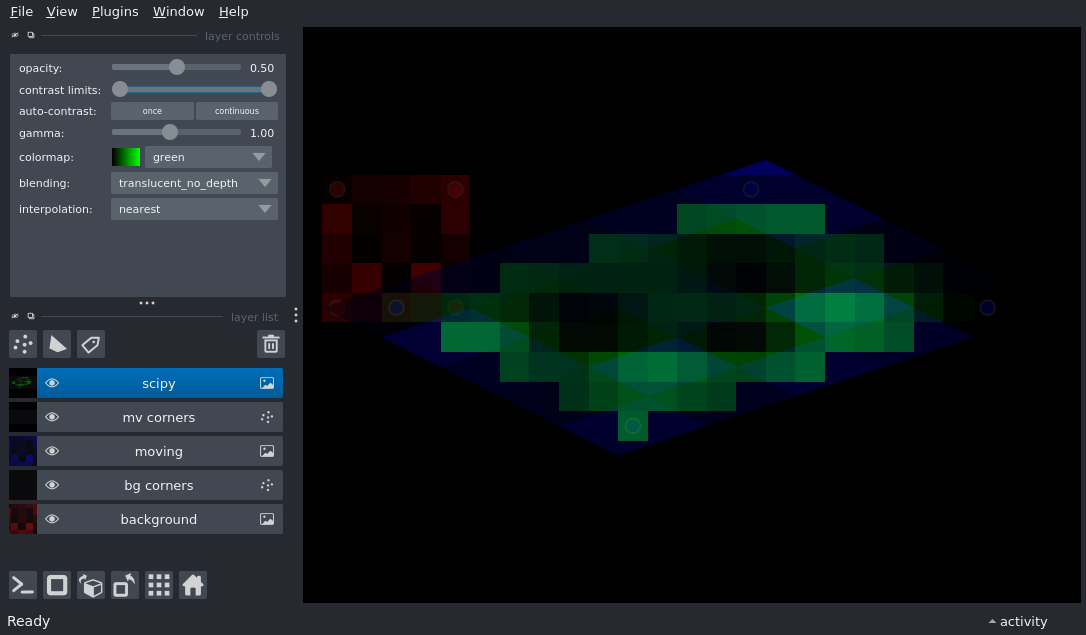 File View Plugins Window Help
layer controls
opacity: 0.50
contrast limits:
auto-contrast: once continuous
gamma: 1.00
colormap: green
blending: translucent_no_depth
interpolation: nearest
layer list
scipy
mv corners
moving
bg corners
background
Ready activity